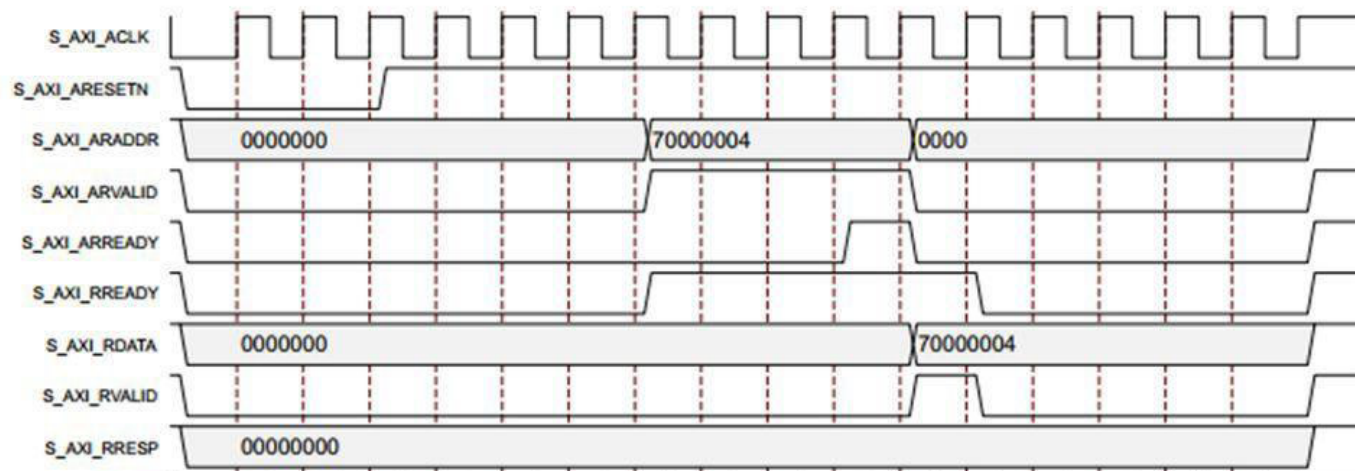 S_AXI_ACLK
S_AXI_ARESETN
S_AXI_ARADDR 0000000 70000004 0000
S_AXI_ARVALID
S_AXI_ARREADY
S_AXI_RREADY
S_AXI_RDATA 0000000 70000004
S_AXI_RVALID
S_AXI_RRESP 00000000